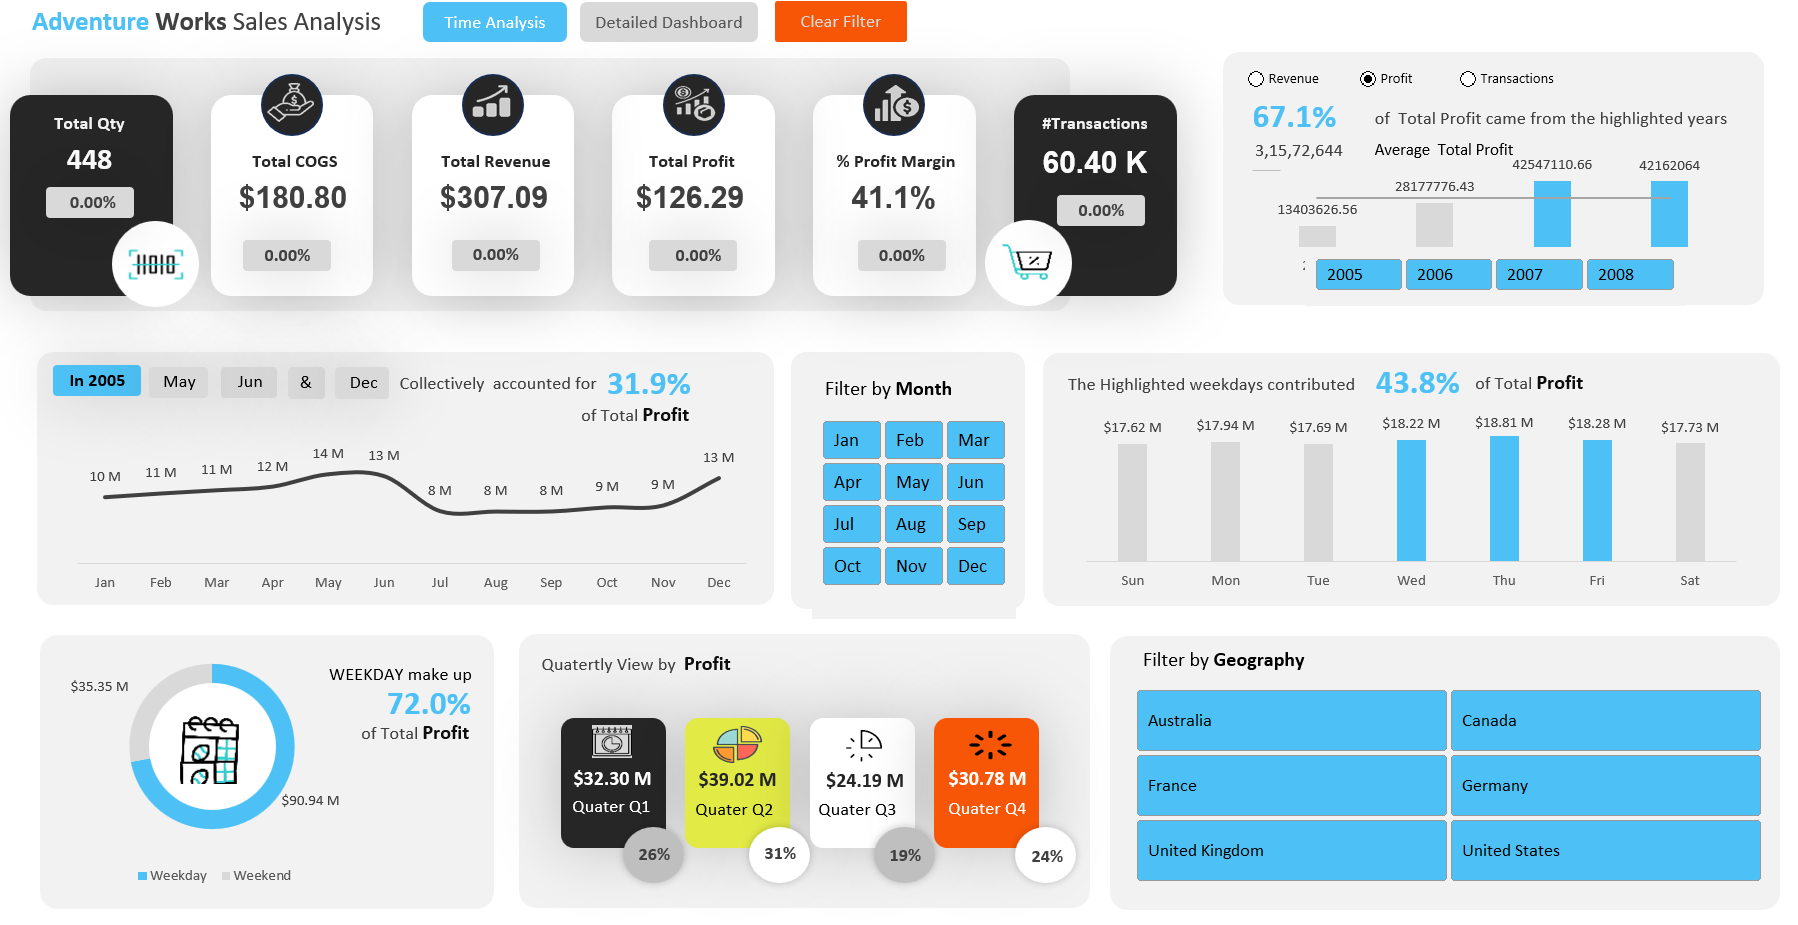 Adventure Works Sales Analysis
Time Analysis
Detailed Dashboard
Clear Filter
Total Qty
448
0.00%
Total COGS
$180.80
0.00%
Total Revenue
$307.09
0.00%
Total Profit
$126.29
0.00%
% Profit Margin
41.1%
0.00%
#Transactions
60.40 K
0.00%
Revenue
Profit
Transactions
67.1% of Total Profit came from the highlighted years
3,15,72,644
Average Total Profit
13403626.56
28177776.43
42547110.66
42162064
2005
2006
2007
2008
In 2005 May Jun & Dec Collectively accounted for 31.9%
of Total Profit
10 M
11 M
11 M
12 M
14 M
13 M
8 M
8 M
8 M
9 M
9 M
13 M
Jan
Feb
Mar
Apr
May
Jun
Jul
Aug
Sep
Oct
Nov
Dec
Filter by Month
Jan
Feb
Mar
Apr
May
Jun
Jul
Aug
Sep
Oct
Nov
Dec
The Highlighted weekdays contributed 43.8% of Total Profit
$17.62 M
$17.94 M
$17.69 M
$18.22 M
$18.81 M
$18.28 M
$17.73 M
Sun
Mon
Tue
Wed
Thu
Fri
Sat
$35.35 M
$90.94 M
WEEKDAY make up
72.0%
of Total Profit
Weekday
Weekend
Quatertly View by Profit
$32.30 M
Quater Q1
26%
$39.02 M
Quater Q2
31%
$24.19 M
Quater Q3
19%
$30.78 M
Quater Q4
24%
Filter by Geography
Australia
Canada
France
Germany
United Kingdom
United States